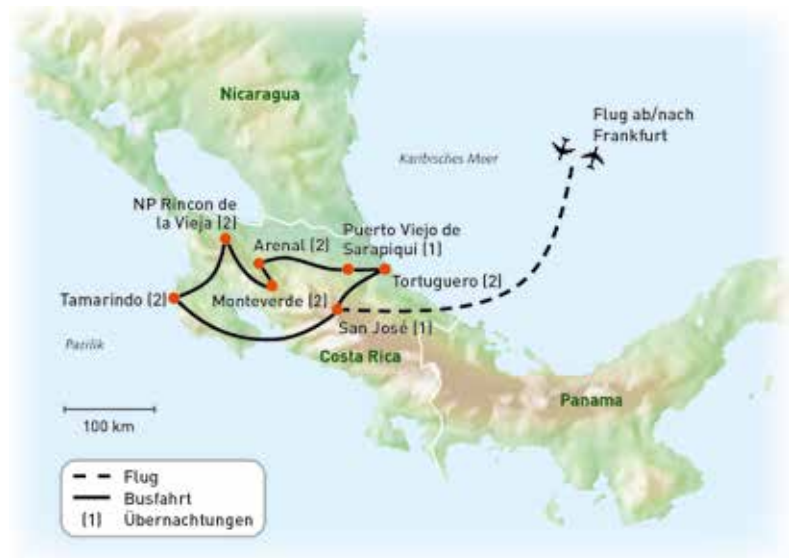 Nicaragua
Flug ab/nach
Frankfurt
Karibisches Meer
NP Rincon de
la Vieja (2)
Arenal (2)
Puerto Viejo de
Sarapiqui (1)
Tortuguero (2)
Tamarindo (2)
Monteverde (2)
San José (1)
Pazifik
Costa Rica
Panama
100 km
Flug
Busfahrt
(1) Übernachtungen